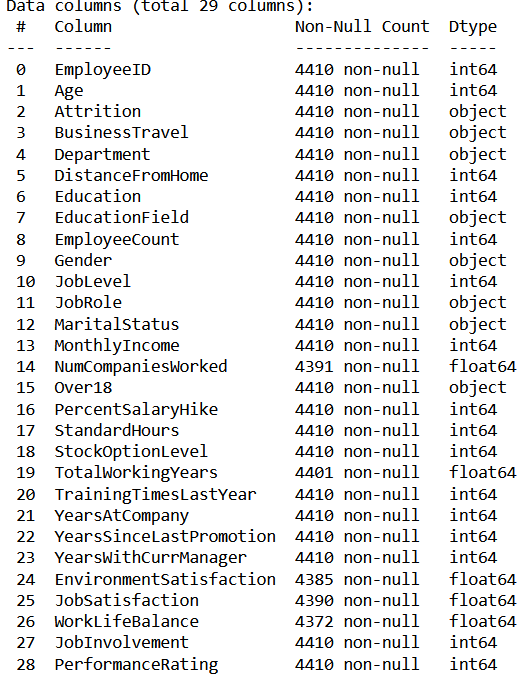 Data columns (total 29 columns):
 #   Column                   Non-Null Count  Dtype
---  ------                   --------------  -----
 0   EmployeeID               4410 non-null   int64
 1   Age                      4410 non-null   int64
 2   Attrition                4410 non-null   object
 3   BusinessTravel           4410 non-null   object
 4   Department               4410 non-null   object
 5   DistanceFromHome         4410 non-null   int64
 6   Education                4410 non-null   int64
 7   EducationField           4410 non-null   object
 8   EmployeeCount            4410 non-null   int64
 9   Gender                   4410 non-null   object
 10  JobLevel                 4410 non-null   int64
 11  JobRole                  4410 non-null   object
 12  MaritalStatus            4410 non-null   object
 13  MonthlyIncome            4410 non-null   int64
 14  NumCompaniesWorked       4391 non-null   float64
 15  Over18                   4410 non-null   object
 16  PercentSalaryHike        4410 non-null   int64
 17  StandardHours            4410 non-null   int64
 18  StockOptionLevel         4410 non-null   int64
 19  TotalWorkingYears        4401 non-null   float64
 20  TrainingTimesLastYear    4410 non-null   int64
 21  YearsAtCompany           4410 non-null   int64
 22  YearsSinceLastPromotion  4410 non-null   int64
 23  YearsWithCurrManager     4410 non-null   int64
 24  EnvironmentSatisfaction  4385 non-null   float64
 25  JobSatisfaction          4390 non-null   float64
 26  WorkLifeBalance          4372 non-null   float64
 27  JobInvolvement           4410 non-null   int64
 28  PerformanceRating        4410 non-null   int64